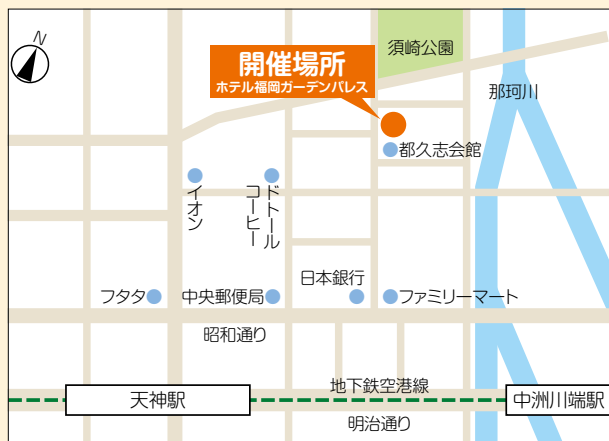 N
須崎公園
開催場所
ホテル福岡ガーデンパレス
那珂川
都久志会館
イオン
ドトール
コーヒー
日本銀行
フタタ
中央郵便局
ファミリーマート
昭和通り
地下鉄空港線
天神駅
中洲川端駅
明治通り